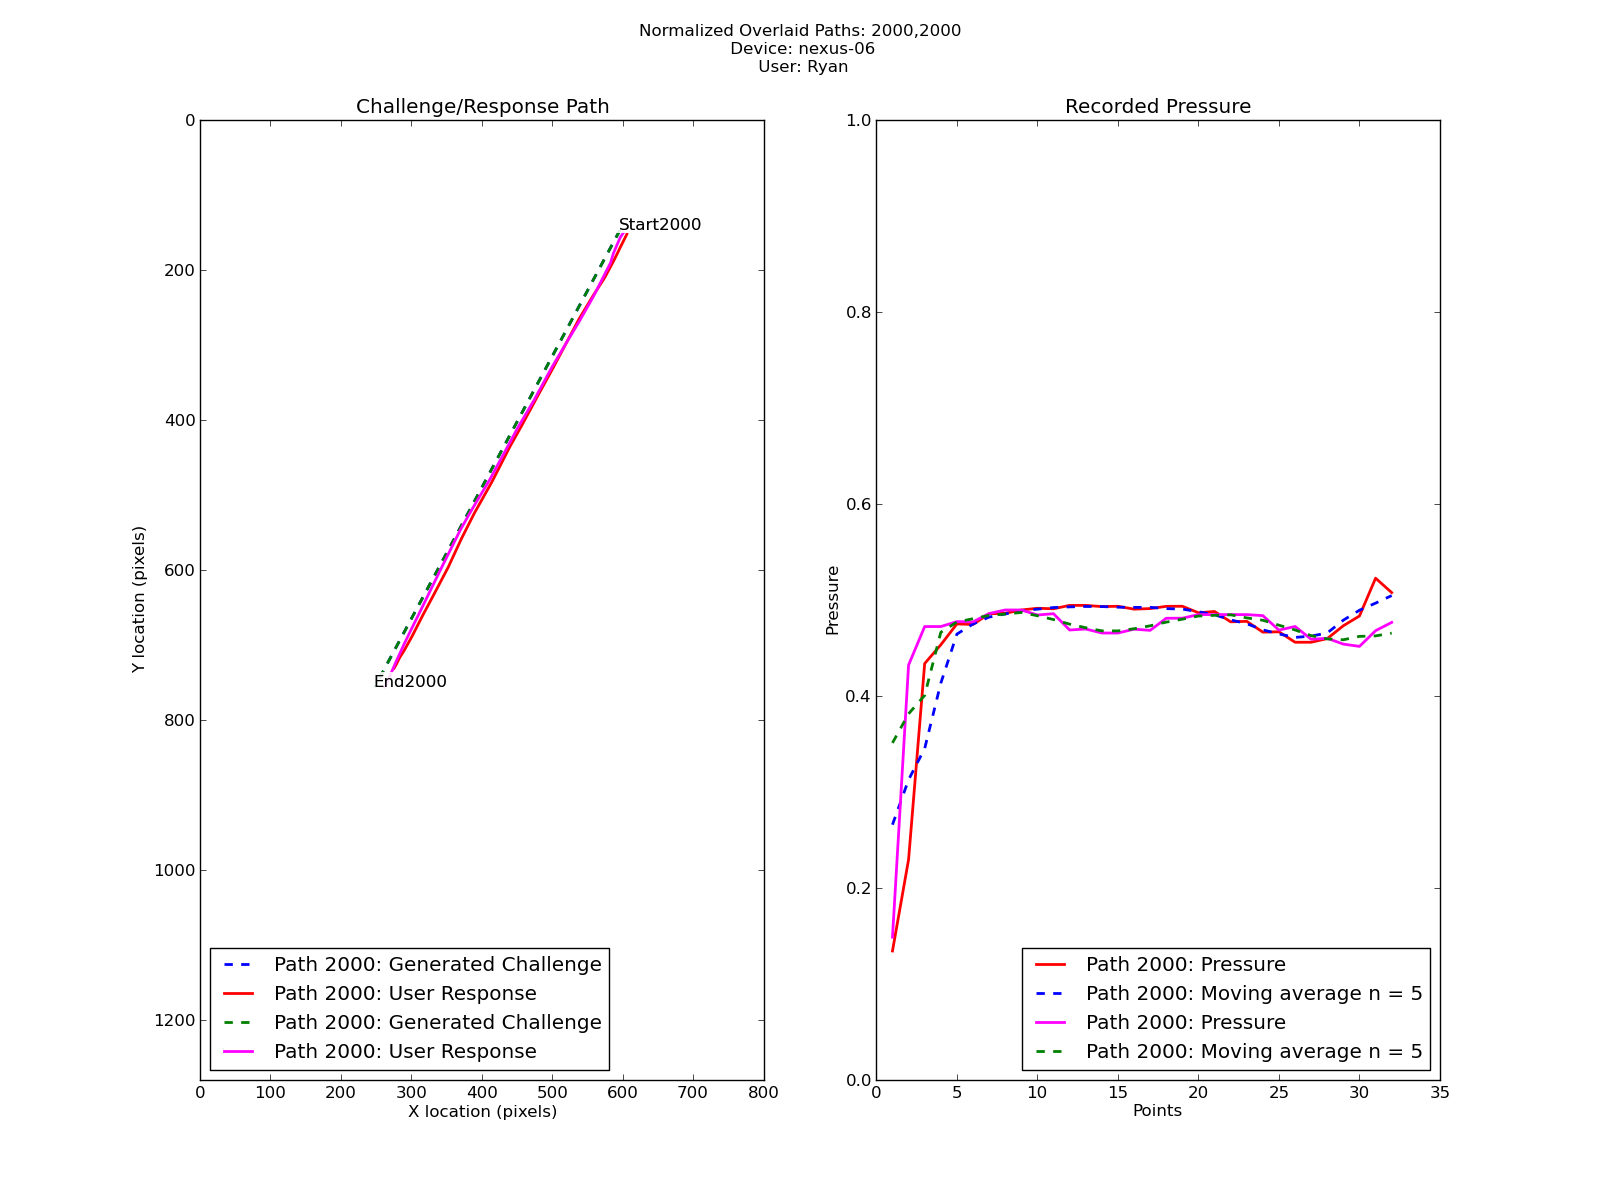 Normalized Overlaid Paths: 2000,2000
Device: nexus-06
User: Ryan
Challenge/Response Path
0
200
400
600
800
1000
1200
Y location (pixels)
Start2000
End2000
Path 2000: Generated Challenge
Path 2000: User Response
Path 2000: Generated Challenge
Path 2000: User Response
0 100 200 300 400 500 600 700 800
X location (pixels)
Recorded Pressure
1.0
0.8
0.6
0.4
0.2
0.0
Pressure
Path 2000: Pressure
Path 2000: Moving average n = 5
Path 2000: Pressure
Path 2000: Moving average n = 5
0 5 10 15 20 25 30 35
Points